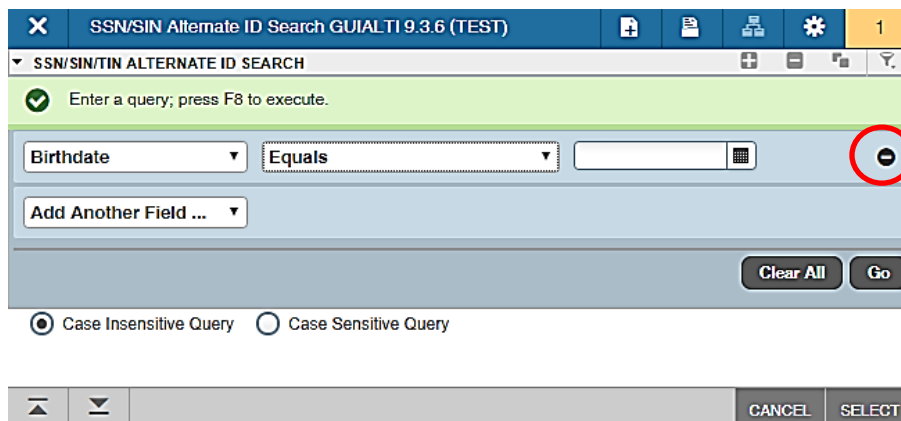 SSN/SIN Alternate ID Search GUIALTI 9.3.6 (TEST) 1
SSN/SIN/TIN ALTERNATE ID SEARCH
Enter a query; press F8 to execute.
Birthdate Equals
Add Another Field ...
Clear All Go
Case Insensitive Query Case Sensitive Query
CANCEL SELECT